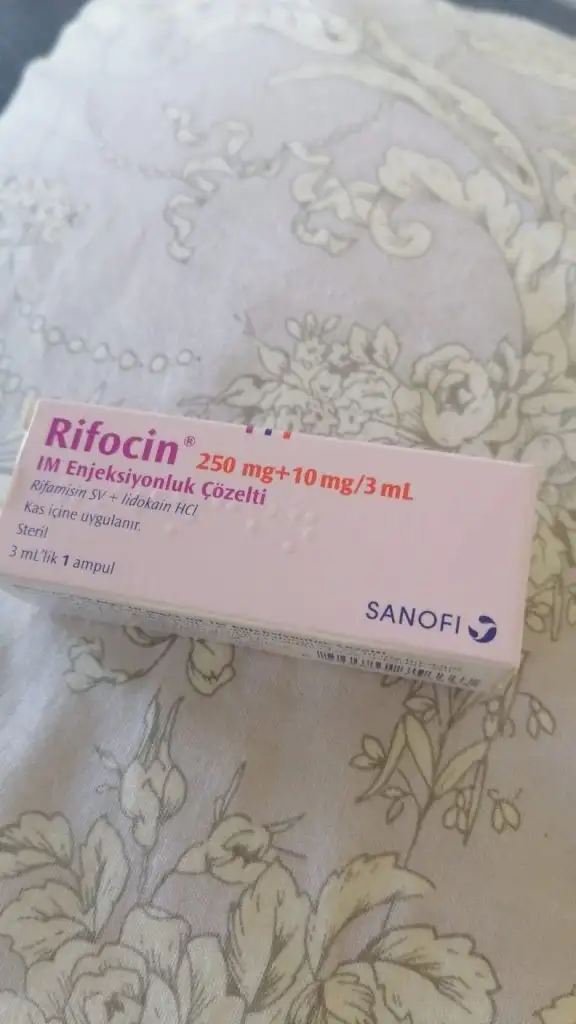 Rifocin® 250 mg+10 mg/3 mL
IM Enjeksiyonluk Çözelti
Rifamisin SV + lidokain HCl
Kas içine uygulanır.
Steril
3 mL'lik 1 ampul
SANOFI